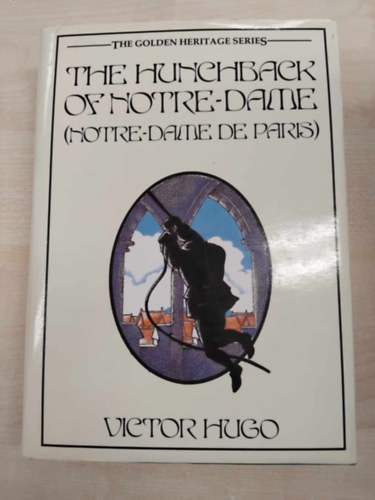 THE GOLDEN HERITAGE SERIES
THE HUNCHBACK
OF NOTRE-DAME
(NOTRE-DAME DE PARIS)
VICTOR HUGO